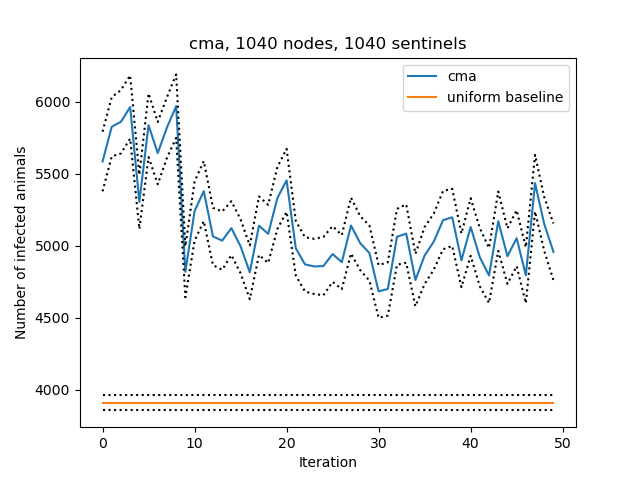 cma, 1040 nodes, 1040 sentinels
cma
uniform baseline
Number of infected animals
6000
5500
5000
4500
4000
0 10 20 30 40 50
Iteration